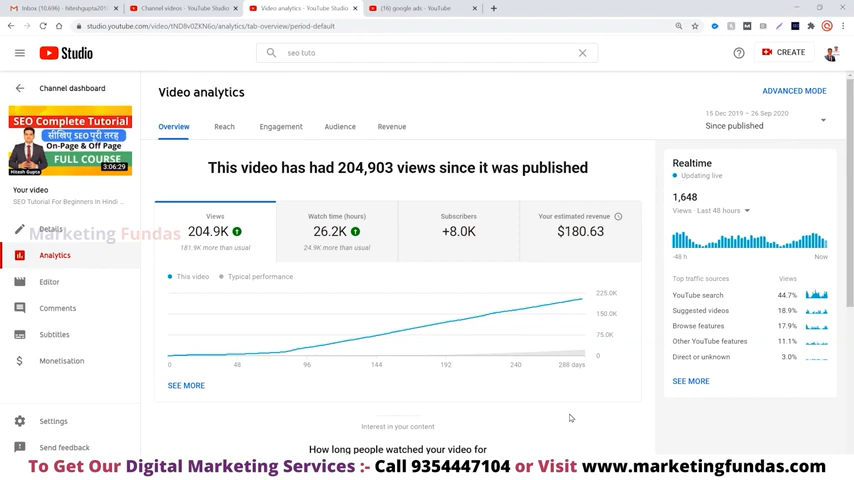 Inbox (10,696) - hiteshgupta201
Channel videos - YouTube Studio
Video analytics - YouTube Studio
(16) google ads - YouTube
studio.youtube.com/video/tND8v0ZKN6o/analytics/tab-overview/period-default
Studio
seo tuto
CREATE
Channel dashboard
Video analytics
ADVANCED MODE
SEO Complete Tutorial
सीखिए SEO पूरी तरह
On-Page & Off Page
FULL COURSE
Hitesh Gupta
3:06:29
Overview
Reach
Engagement
Audience
Revenue
15 Dec 2019 – 26 Sep 2020
Since published
This video has had 204,903 views since it was published
Your video
SEO Tutorial For Beginners In Hindi ...
Details
Marketing Fundas
Analytics
Editor
Comments
Subtitles
Monetisation
Settings
Send feedback
Views
204.9K
181.9K more than usual
Watch time (hours)
26.2K
24.9K more than usual
Subscribers
+8.0K
Your estimated revenue
$180.63
This video
Typical performance
225.0K
150.0K
75.0K
0
0
48
96
144
192
240
288 days
SEE MORE
Interest in your content
How long people watched your video for
Realtime
Updating live
1,648
Views · Last 48 hours
-48 h
Now
Top traffic sources
Views
YouTube search
44.7%
Suggested videos
18.9%
Browse features
17.9%
Other YouTube features
11.1%
Direct or unknown
3.0%
SEE MORE
To Get Our Digital Marketing Services :- Call 9354447104 or Visit www.marketingfundas.com